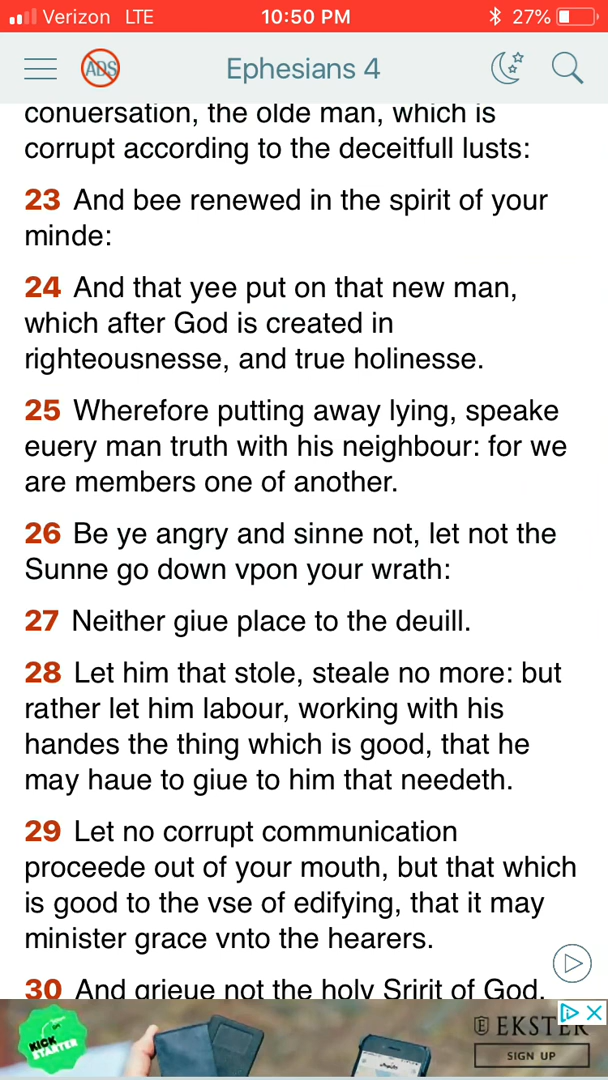 Verizon LTE 10:50 PM 27%
ADS Ephesians 4
conuersation, the olde man, which is
corrupt according to the deceitfull lusts:
23 And bee renewed in the spirit of your
minde:
24 And that yee put on that new man,
which after God is created in
righteousnesse, and true holinesse.
25 Wherefore putting away lying, speake
euery man truth with his neighbour: for we
are members one of another.
26 Be ye angry and sinne not, let not the
Sunne go down vpon your wrath:
27 Neither giue place to the deuill.
28 Let him that stole, steale no more: but
rather let him labour, working with his
handes the thing which is good, that he
may haue to giue to him that needeth.
29 Let no corrupt communication
proceede out of your mouth, but that which
is good to the vse of edifying, that it may
minister grace vnto the hearers.
30 And grieue not the holy Sririt of God,
KICK
STARTER
EKSTER
SIGN UP